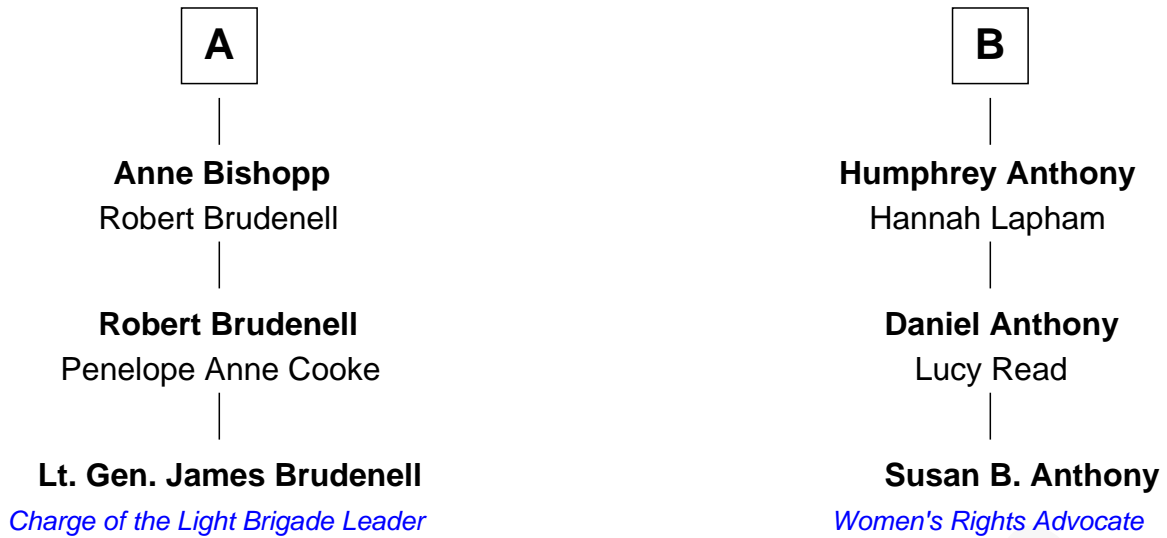 A
Anne Bishopp
Robert Brudenell
Robert Brudenell
Penelope Anne Cooke
Lt. Gen. James Brudenell
Charge of the Light Brigade Leader
B
Humphrey Anthony
Hannah Lapham
Daniel Anthony
Lucy Read
Susan B. Anthony
Women's Rights Advocate